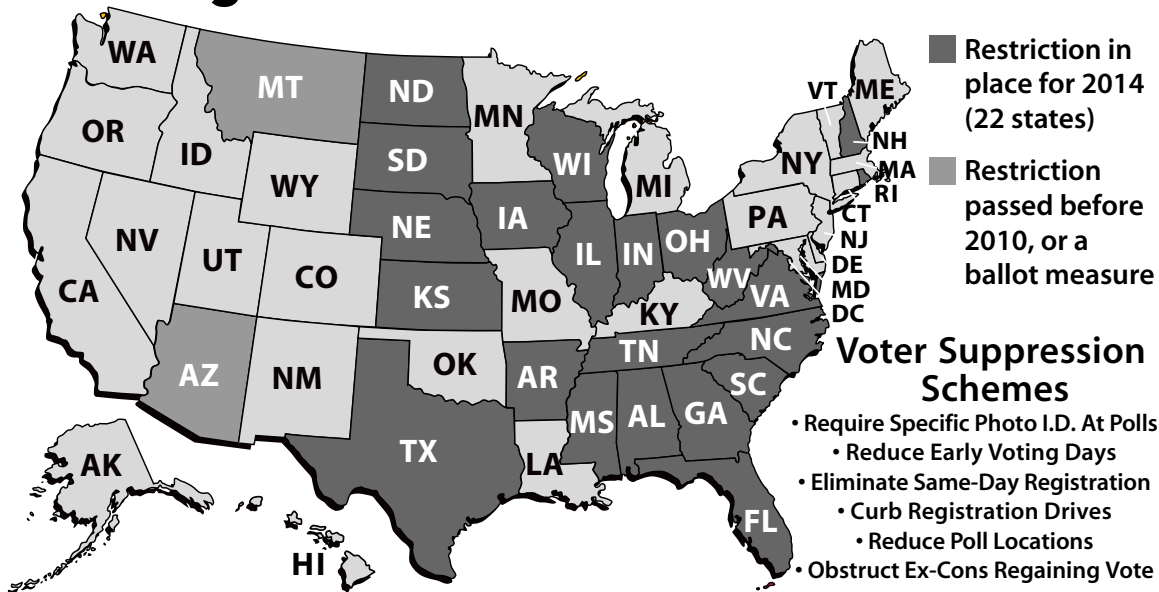 WA
OR
ID
MT
WY
NV
UT
CA
CO
AZ
NM
ND
SD
NE
KS
OK
TX
MN
IA
MO
AR
LA
WI
IL
IN
MI
OH
KY
TN
MS
AL
GA
FL
SC
NC
VA
WV
PA
NY
VT
ME
NH
MA
RI
CT
NJ
DE
MD
DC
AK
HI
Restriction in
place for 2014
(22 states)
Restriction
passed before
2010, or a
ballot measure
Voter Suppression
Schemes
• Require Specific Photo I.D. At Polls
• Reduce Early Voting Days
• Eliminate Same-Day Registration
• Curb Registration Drives
• Reduce Poll Locations
• Obstruct Ex-Cons Regaining Vote